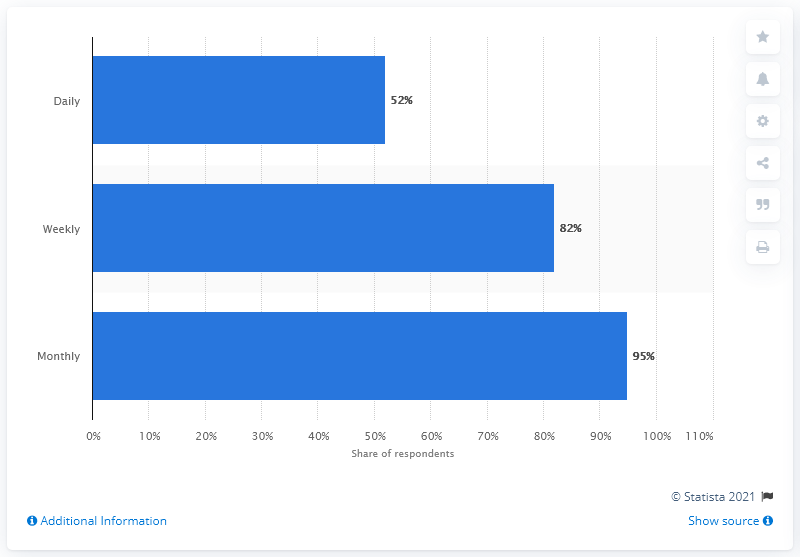 Daily
52%
Weekly
82%
Monthly
95%
0% 10% 20% 30% 40% 50% 60% 70% 80% 90% 100% 110%
Share of respondents
© Statista 2021
Additional Information
Show source